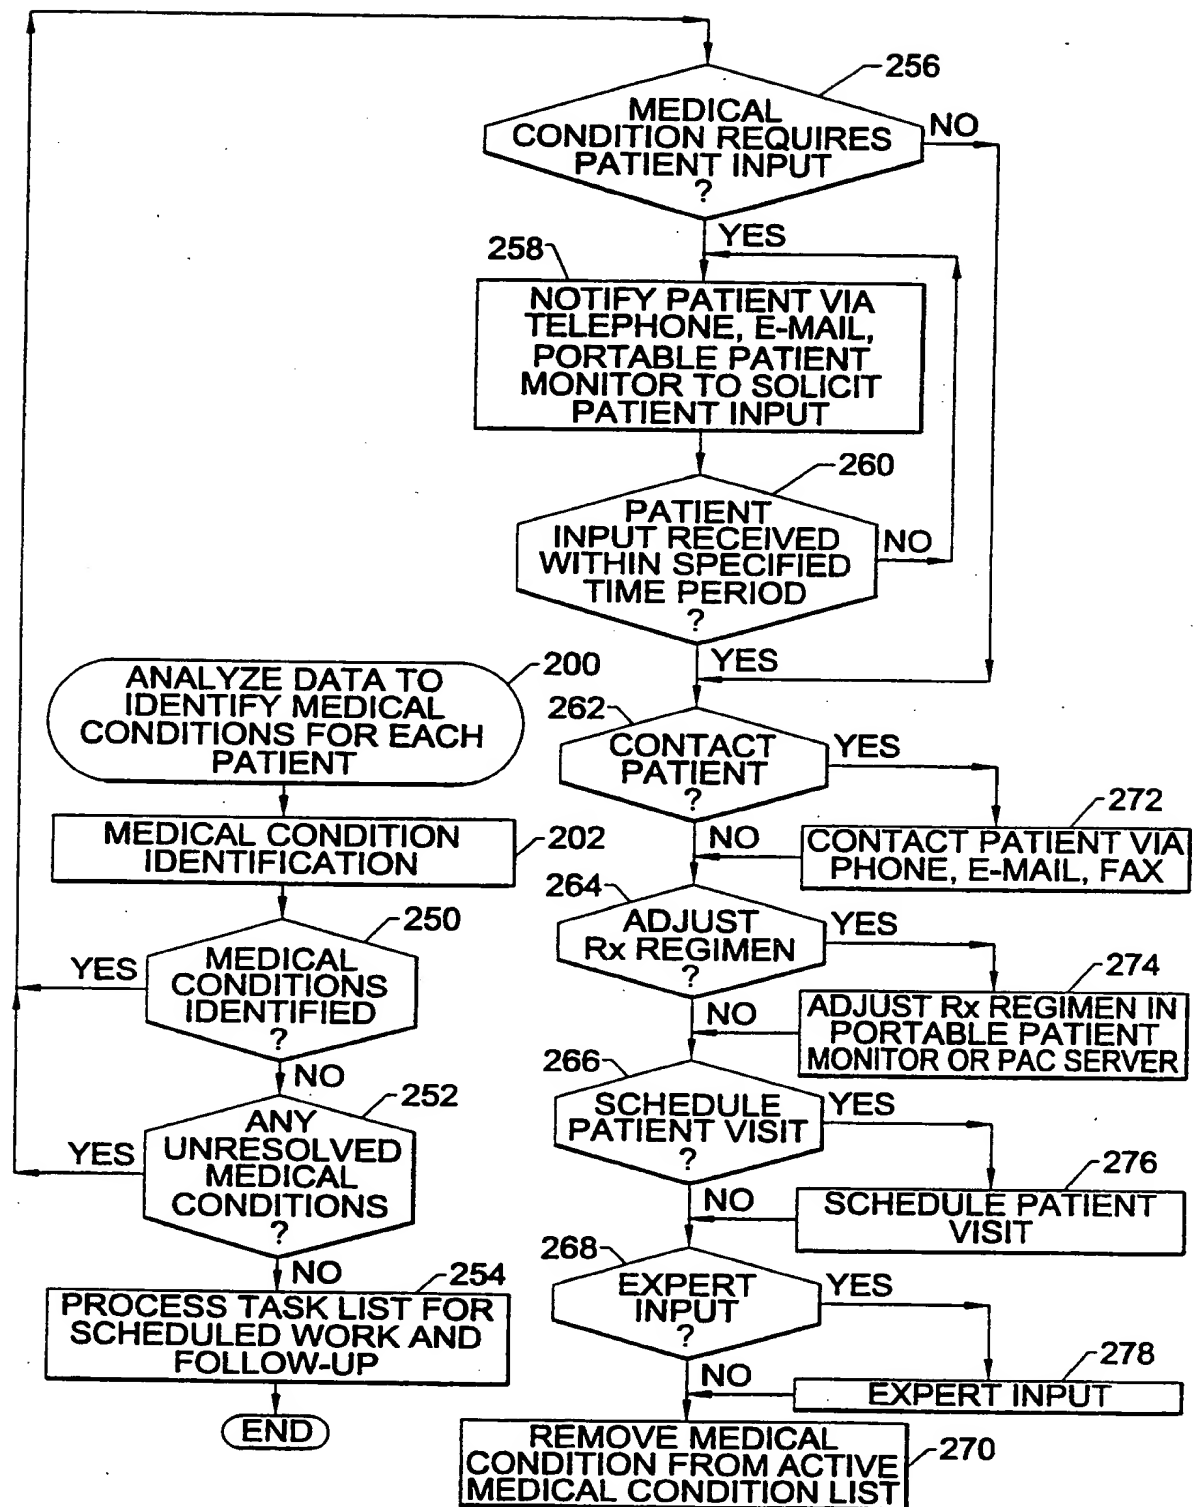 256
MEDICAL
CONDITION REQUIRES
PATIENT INPUT
?
NO
YES
258
NOTIFY PATIENT VIA
TELEPHONE, E-MAIL,
PORTABLE PATIENT
MONITOR TO SOLICIT
PATIENT INPUT
260
PATIENT
INPUT RECEIVED
WITHIN SPECIFIED
TIME PERIOD
?
NO
YES
200
ANALYZE DATA TO
IDENTIFY MEDICAL
CONDITIONS FOR EACH
PATIENT
MEDICAL CONDITION
IDENTIFICATION
202
250
MEDICAL
CONDITIONS
IDENTIFIED
?
YES
NO
252
ANY
UNRESOLVED
MEDICAL
CONDITIONS
?
YES
NO
254
PROCESS TASK LIST FOR
SCHEDULED WORK AND
FOLLOW-UP
END
262
CONTACT
PATIENT
?
YES
NO
272
CONTACT PATIENT VIA
PHONE, E-MAIL, FAX
264
ADJUST
Rx REGIMEN
?
YES
NO
274
ADJUST Rx REGIMEN IN
PORTABLE PATIENT
MONITOR OR PAC SERVER
266
SCHEDULE
PATIENT VISIT
?
YES
NO
276
SCHEDULE PATIENT
VISIT
268
EXPERT
INPUT
?
YES
NO
278
EXPERT INPUT
REMOVE MEDICAL
CONDITION FROM ACTIVE
MEDICAL CONDITION LIST
270